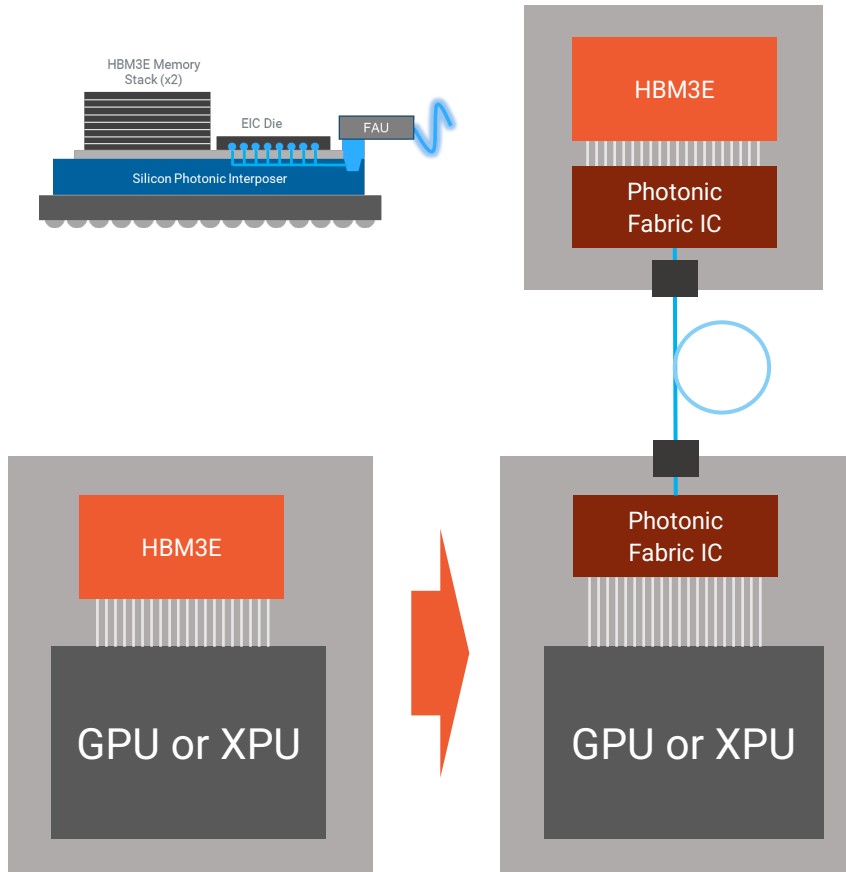 HBM3E Memory
Stack (x2)
EIC Die
FAU
Silicon Photonic Interposer
HBM3E
Photonic
Fabric IC
HBM3E
GPU or XPU
Photonic
Fabric IC
GPU or XPU